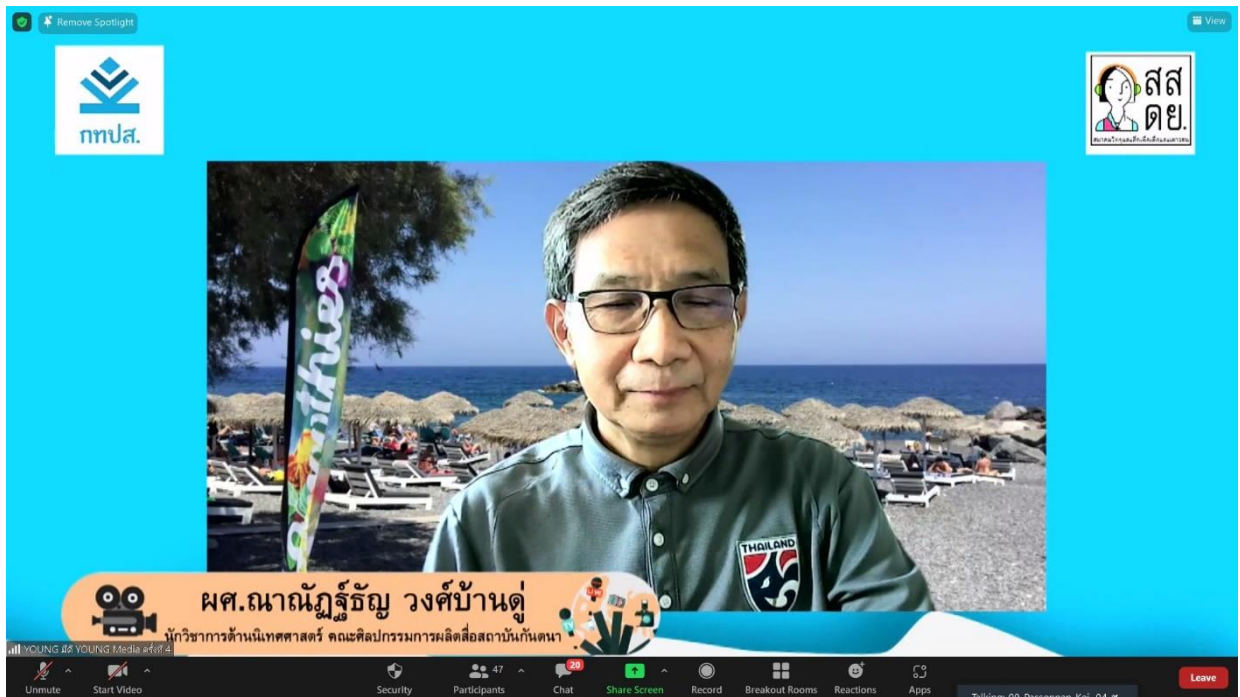 Remove Spotlight
View
กทปส.
สส
ดย.
smoothies
THAILAND
ผศ.ณาณัฏฐ์ธัญ วงศ์บ้านดู่
นักวิชาการด้านนิเทศศาสตร์ คณะศิลปกรรมการผลิตสื่อสถาบันกันตนา
LIVE
TV
YOUNG มีดี YOUNG Media ครั้งที่ 4
47
20
Unmute
Start Video
Security
Participants
Chat
Share Screen
Record
Breakout Rooms
Reactions
Apps
Leave